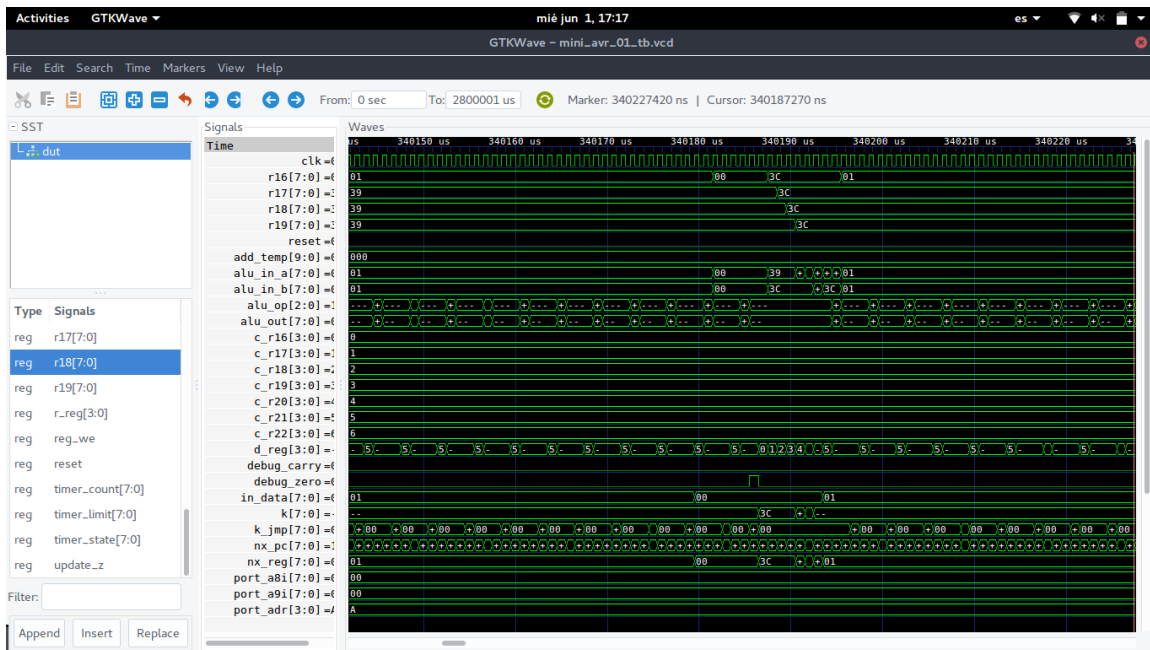 Activities GTKWave mié jun 1, 17:17 es
GTKWave – mini_avr_01_tb.vcd
File Edit Search Time Markers View Help
From: 0 sec To: 2800001 us Marker: 340227420 ns | Cursor: 340187270 ns
SST
dut
Type Signals
reg r17[7:0]
reg r18[7:0]
reg r19[7:0]
reg r_reg[3:0]
reg reg_we
reg reset
reg timer_count[7:0]
reg timer_limit[7:0]
reg timer_state[7:0]
reg update_z
Filter:
Append Insert Replace
Signals
Time
clk
r16[7:0]
r17[7:0]
r18[7:0]
r19[7:0]
reset
add_temp[9:0]
alu_in_a[7:0]
alu_in_b[7:0]
alu_op[2:0]
alu_out[7:0]
c_r16[3:0]
c_r17[3:0]
c_r18[3:0]
c_r19[3:0]
c_r20[3:0]
c_r21[3:0]
c_r22[3:0]
d_reg[3:0]
debug_carry
debug_zero
in_data[7:0]
k[7:0]
k_jmp[7:0]
nx_pc[7:0]
nx_reg[7:0]
port_a8i[7:0]
port_a9i[7:0]
port_adr[3:0]
Waves
us 340150 us 340160 us 340170 us 340180 us 340190 us 340200 us 340210 us 340220 us
01 00 3C 01
39 3C
39 3C
39 3C
000
01 00 39 + + + + 01
01 00 3C + 3C 01
0
1
2
3
4
5
6
01 00 01
01 00 3C + + 01
00
00
A